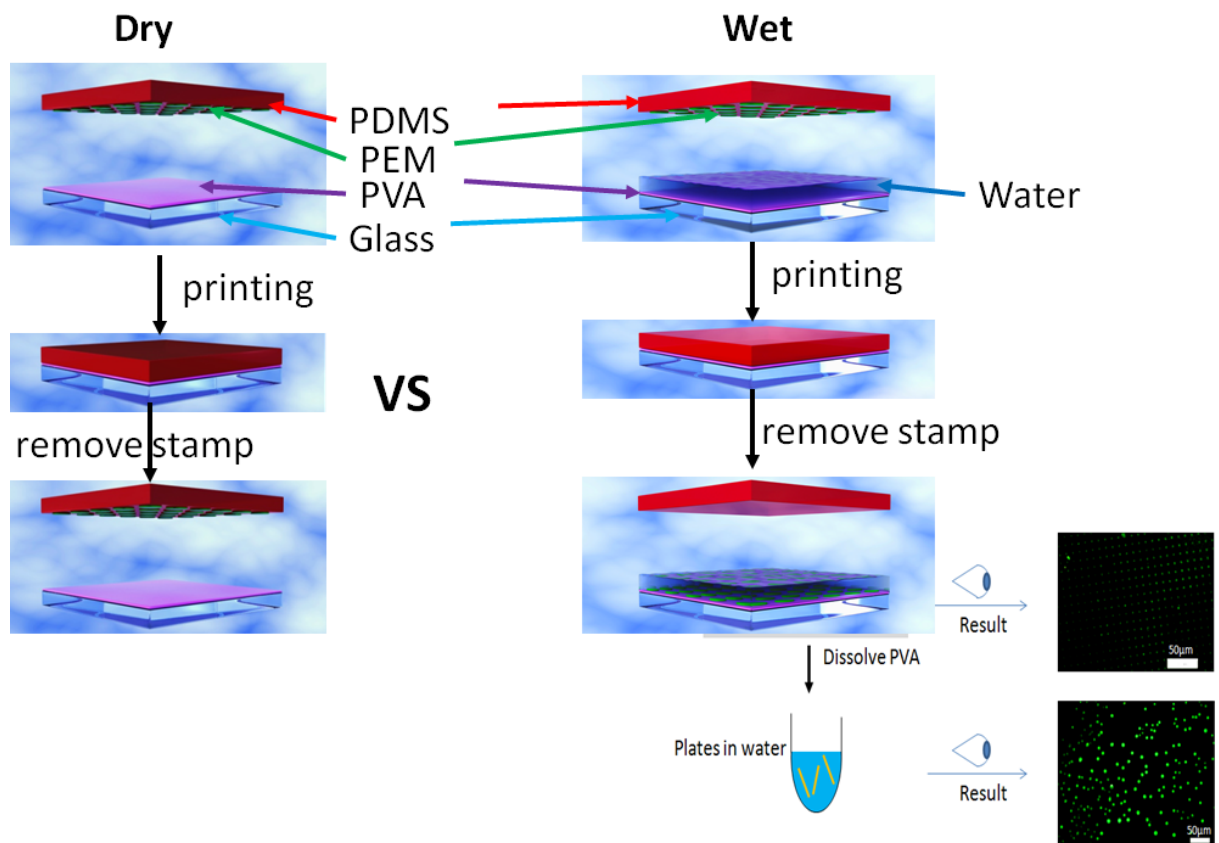 Dry
Wet
PDMS
PEM
PVA
Glass
Water
printing
printing
VS
remove stamp
remove stamp
Result
50µm
Dissolve PVA
Plates in water
Result
50µm